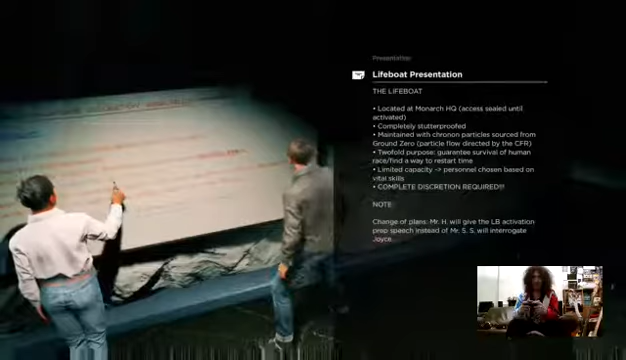 Presentation
Lifeboat Presentation
THE LIFEBOAT
• Located at Monarch HQ (access sealed until
activated)
• Completely stutterproofed
• Maintained with chronon particles sourced from
Ground Zero (particle flow directed by the CFR)
• Twofold purpose: guarantee survival of human
race/find a way to restart time
• Limited capacity -> personnel chosen based on
vital skills
• COMPLETE DISCRETION REQUIRED!!!
NOTE
Change of plans: Mr. H. will give the LB activation
prep speech instead of Mr. S. S. will interrogate
Joyce.